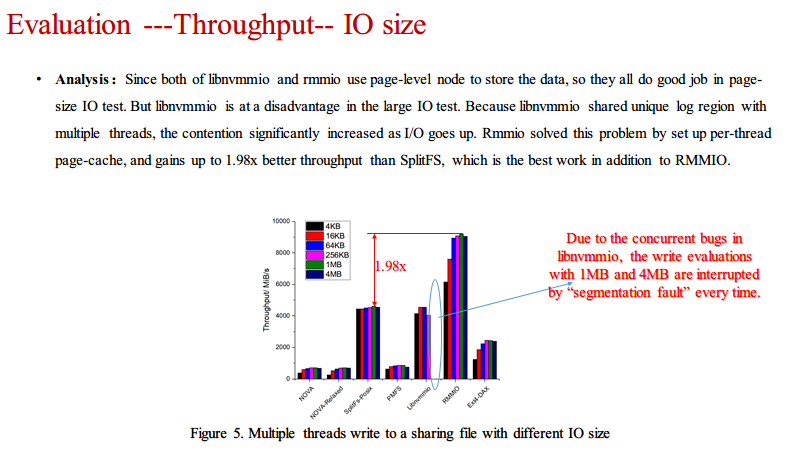 Evaluation ---Throughput-- IO size
• Analysis： Since both of libnvmmio and rmmio use page-level node to store the data, so they all do good job in page-
size IO test. But libnvmmio is at a disadvantage in the large IO test. Because libnvmmio shared unique log region with
multiple threads, the contention significantly increased as I/O goes up. Rmmio solved this problem by set up per-thread
page-cache, and gains up to 1.98x better throughput than SplitFS, which is the best work in addition to RMMIO.
10000
8000
6000
4000
2000
0
Throughput/ MiB/s
4KB
16KB
64KB
256KB
1MB
4MB
1.98x
Due to the concurrent bugs in
libnvmmio, the write evaluations
with 1MB and 4MB are interrupted
by “segmentation fault” every time.
NOVA
NOVA-Relaxed
SplitFs-Posix
PMFS
Libnvmmio
RMMIO
Ext4-DAX
Figure 5. Multiple threads write to a sharing file with different IO size